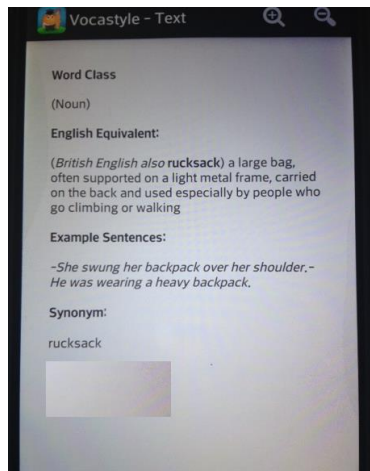 Vocastyle - Text
Word Class
(Noun)
English Equivalent:
(British English also rucksack) a large bag,
often supported on a light metal frame, carried
on the back and used especially by people who
go climbing or walking
Example Sentences:
-She swung her backpack over her shoulder.-
He was wearing a heavy backpack.
Synonym:
rucksack